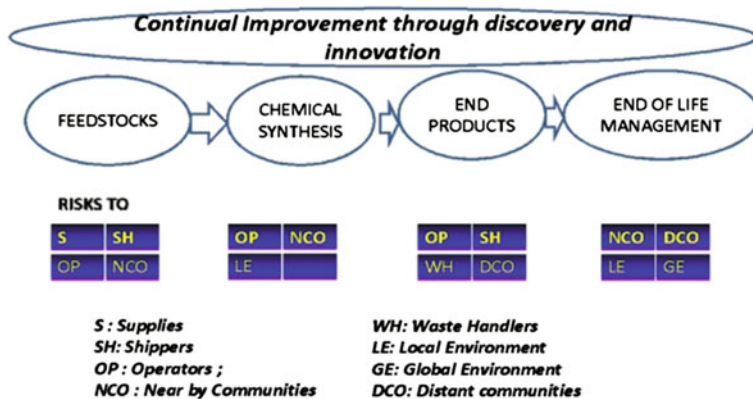 Continual Improvement through discovery and
innovation
FEEDSTOCKS
CHEMICAL
SYNTHESIS
END
PRODUCTS
END OF LIFE
MANAGEMENT
RISKS TO
S SH
OP NCO
OP NCO
LE
OP SH
WH DCO
NCO DCO
LE GE
S : Supplies
SH: Shippers
OP : Operators ;
NCO : Near by Communities
WH: Waste Handlers
LE: Local Environment
GE: Global Environment
DCO: Distant communities